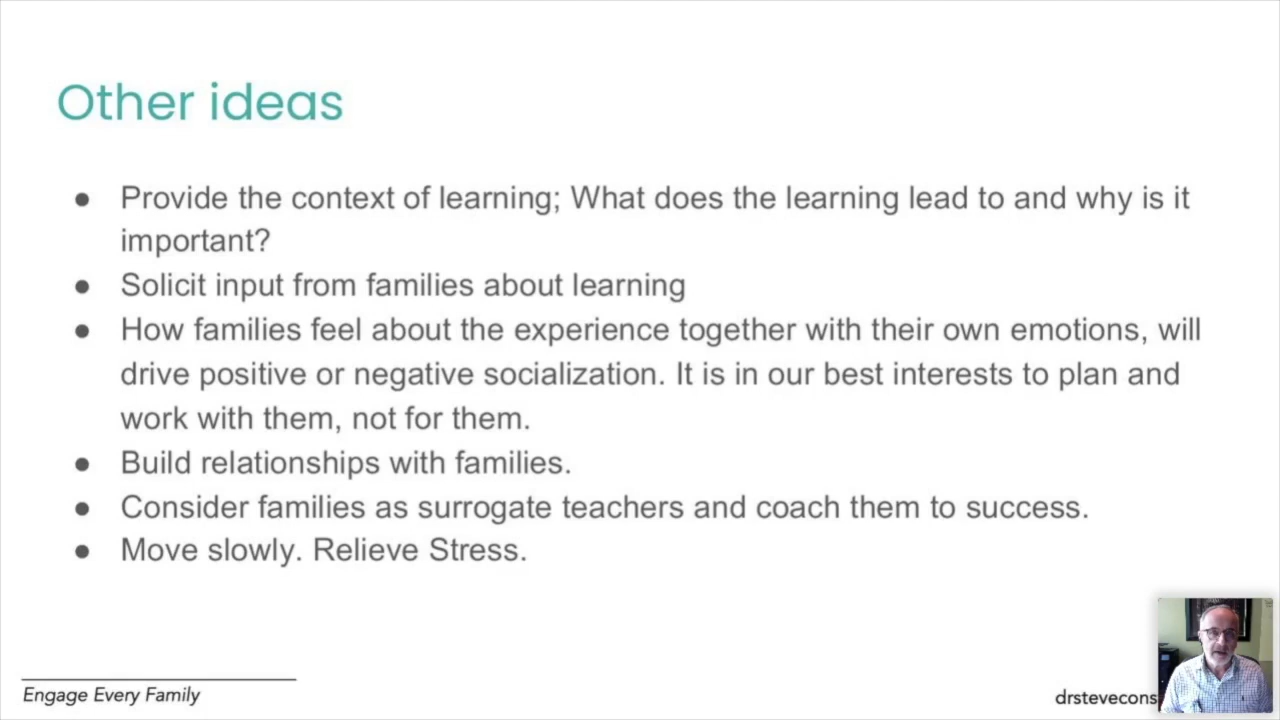 Other ideas
● Provide the context of learning; What does the learning lead to and why is it
important?
● Solicit input from families about learning
● How families feel about the experience together with their own emotions, will
drive positive or negative socialization. It is in our best interests to plan and
work with them, not for them.
● Build relationships with families.
● Consider families as surrogate teachers and coach them to success.
● Move slowly. Relieve Stress.
Engage Every Family
drstevecons